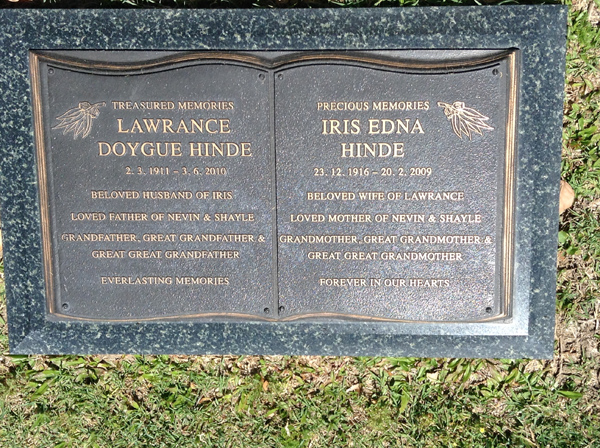 TREASURED MEMORIES
LAWRANCE
DOYGUE HINDE
2. 3. 1911 – 3. 6. 2010
BELOVED HUSBAND OF IRIS
LOVED FATHER OF NEVIN & SHAYLE
GRANDFATHER, GREAT GRANDFATHER &
GREAT GREAT GRANDFATHER
EVERLASTING MEMORIES
PRECIOUS MEMORIES
IRIS EDNA
HINDE
23. 12. 1916 – 20. 2. 2009
BELOVED WIFE OF LAWRANCE
LOVED MOTHER OF NEVIN & SHAYLE
GRANDMOTHER, GREAT GRANDMOTHER &
GREAT GREAT GRANDMOTHER
FOREVER IN OUR HEARTS